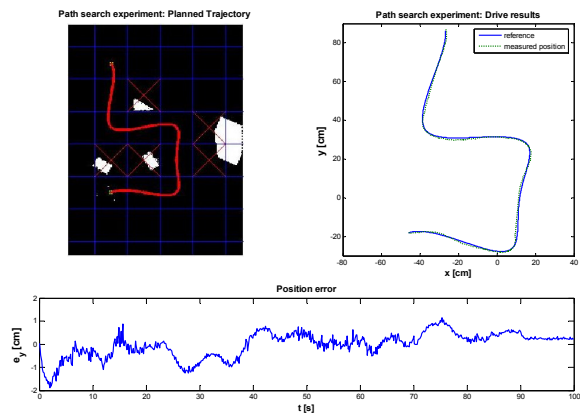 Path search experiment: Planned Trajectory
Path search experiment: Drive results
reference
measured position
y [cm]
80
60
40
20
0
-20
-80 -60 -40 -20 0 20 40
x [cm]
Position error
e_y [cm]
2
1
0
-1
-2
0 10 20 30 40 50 60 70 80 90 100
t [s]